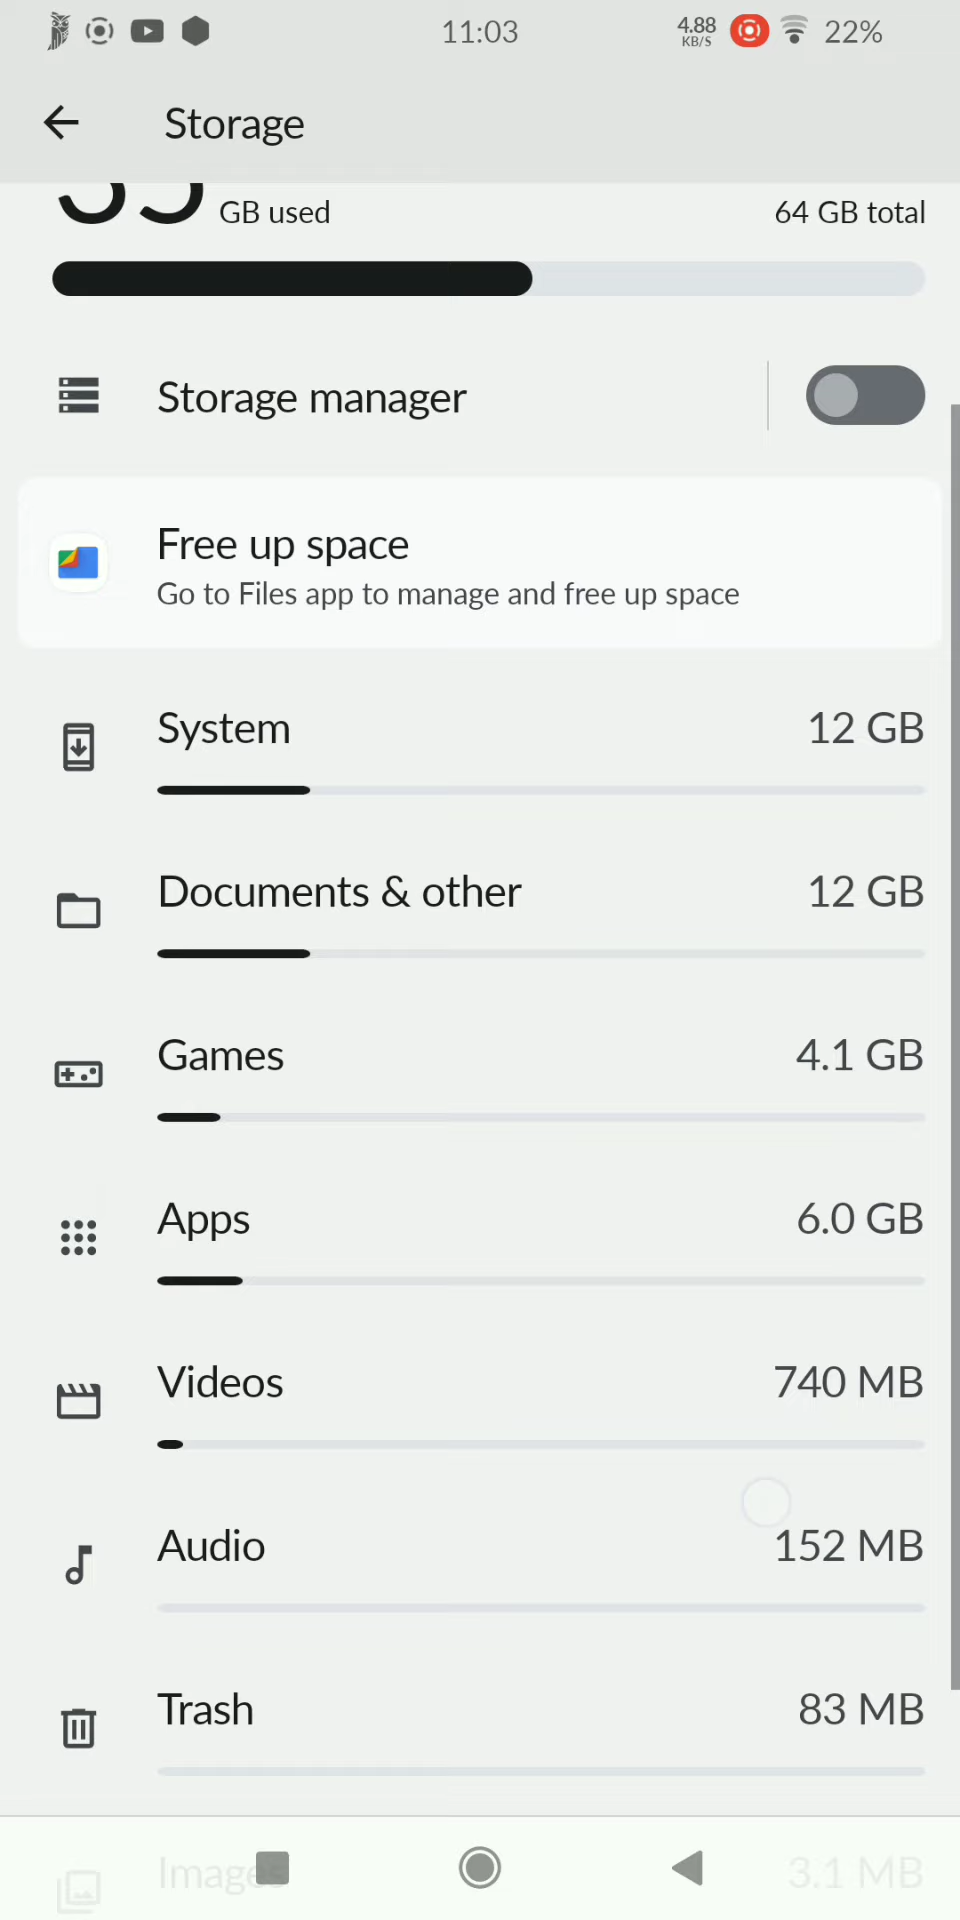 11:03
4.88
KB/S
22%
Storage
GB used
64 GB total
Storage manager
Free up space
Go to Files app to manage and free up space
System
12 GB
Documents & other
12 GB
Games
4.1 GB
Apps
6.0 GB
Videos
740 MB
Audio
152 MB
Trash
83 MB
Images
3.1 MB